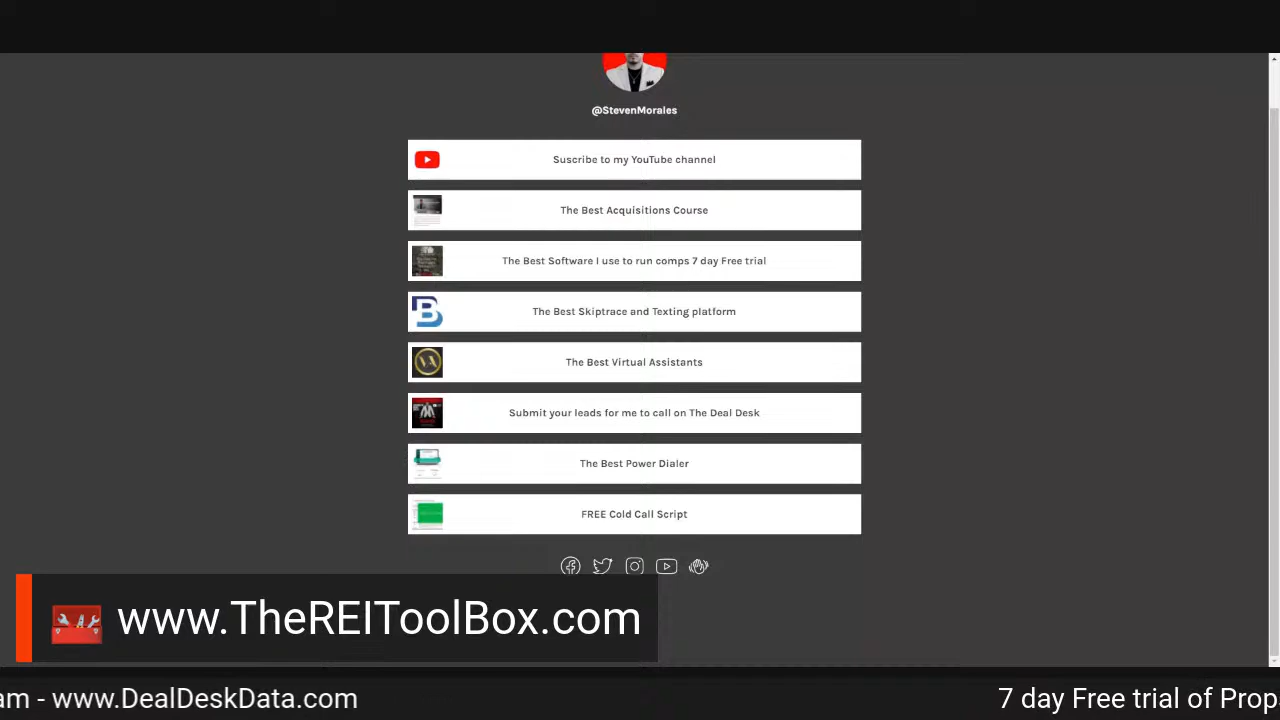 @StevenMorales
Suscribe to my YouTube channel
The Best Acquisitions Course
The Best Software I use to run comps 7 day Free trial
The Best Skiptrace and Texting platform
The Best Virtual Assistants
Submit your leads for me to call on The Deal Desk
The Best Power Dialer
FREE Cold Call Script
www.TheREIToolBox.com
am - www.DealDeskData.com
7 day Free trial of Prop